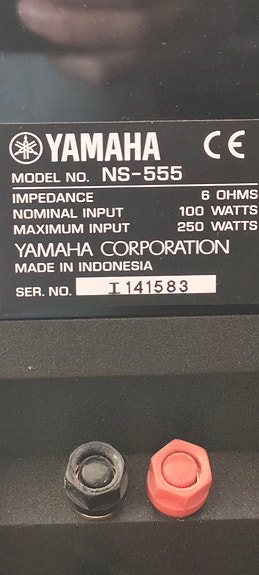 YAMAHA CE
MODEL NO. NS-555
IMPEDANCE 6 OHMS
NOMINAL INPUT 100 WATTS
MAXIMUM INPUT 250 WATTS
YAMAHA CORPORATION
MADE IN INDONESIA
SER. NO. I141583